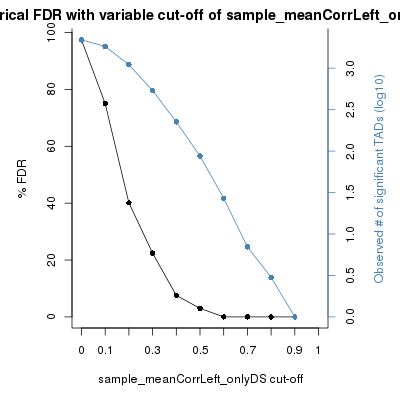 rical FDR with variable cut-off of sample_meanCorrLeft_on
% FDR
0 20 40 60 80 100
0.0 0.5 1.0 1.5 2.0 2.5 3.0
Observed # of significant TADs (log10)
0 0.1 0.3 0.5 0.7 0.9 1
sample_meanCorrLeft_onlyDS cut-off